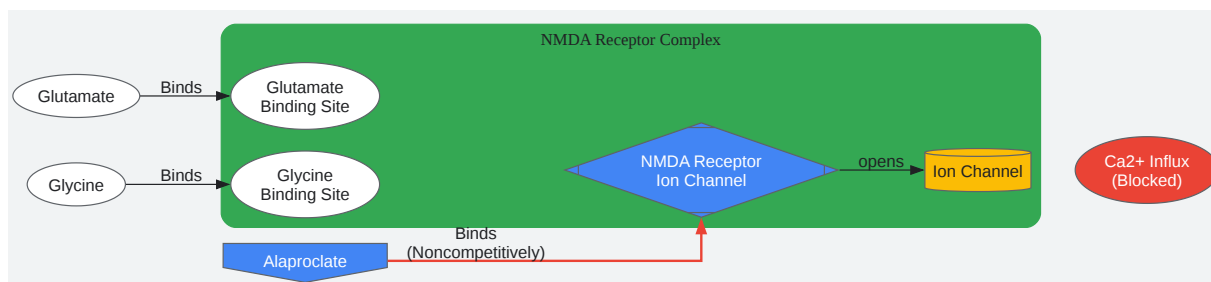 NMDA Receptor Complex
Glutamate
Binds
Glutamate
Binding Site
Glycine
Binds
Glycine
Binding Site
NMDA Receptor
Ion Channel
opens
Ion Channel
Ca2+ Influx
(Blocked)
Alaproclate
Binds
(Noncompetitively)